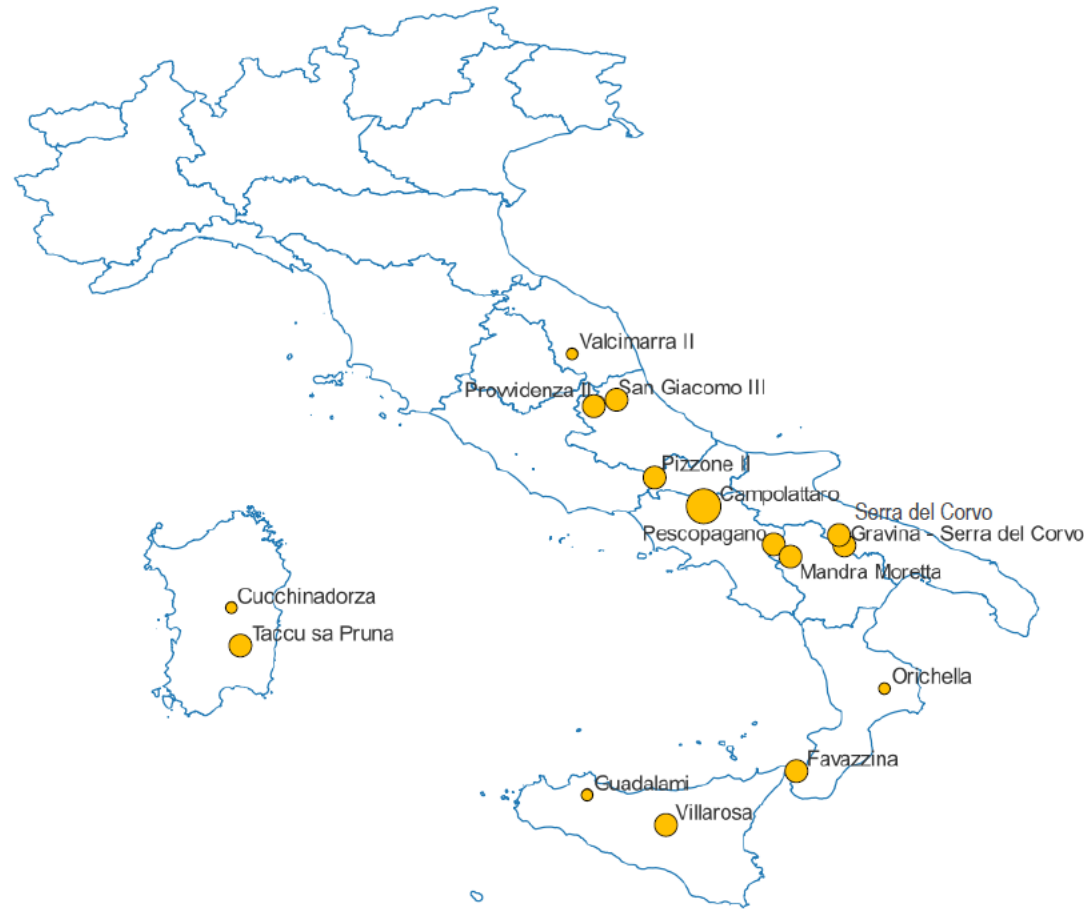 Valcimarra II
Provvidenza II
San Giacomo III
Pizzone II
Campolattaro
Serra del Corvo
Pescopagano
Gravina - Serra del Corvo
Mandra Moretta
Cucchinadorza
Taccu sa Pruna
Orichella
Favazzina
Guadalami
Villarosa